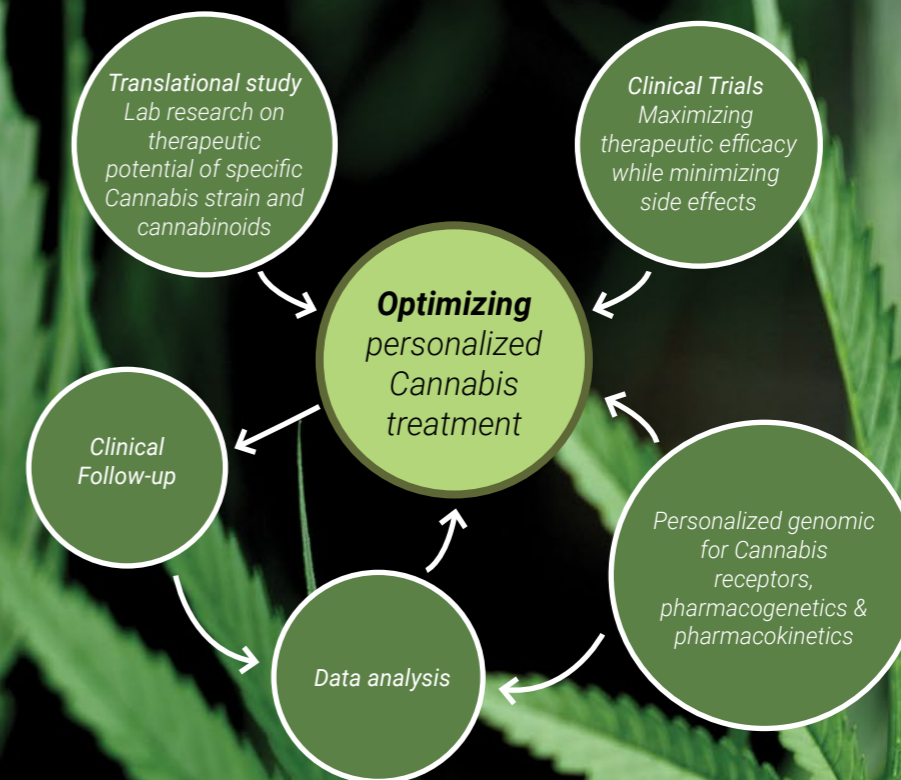 Translational study
Lab research on
therapeutic
potential of specific
Cannabis strain and
cannabinoids
Clinical Trials
Maximizing
therapeutic efficacy
while minimizing
side effects
Optimizing
personalized
Cannabis
treatment
Clinical
Follow-up
Personalized genomic
for Cannabis
receptors,
pharmacogenetics &
pharmacokinetics
Data analysis